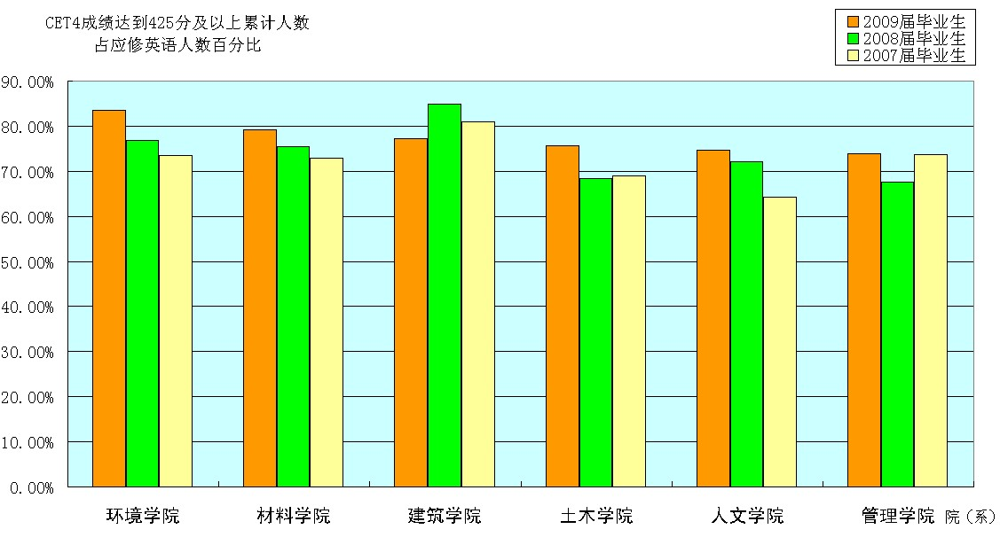 CET4成绩达到425分及以上累计人数
占应修英语人数百分比
2009届毕业生
2008届毕业生
2007届毕业生
90.00%
80.00%
70.00%
60.00%
50.00%
40.00%
30.00%
20.00%
10.00%
0.00%
环境学院 材料学院 建筑学院 土木学院 人文学院 管理学院 院（系）